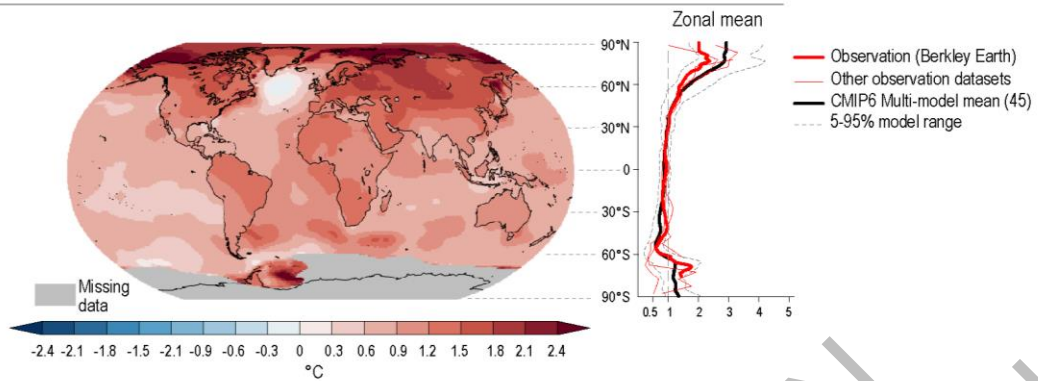 Zonal mean
90°N
60°N
30°N
0
30°S
60°S
90°S
0.5 1 2 3 4 5
Observation (Berkley Earth)
Other observation datasets
CMIP6 Multi-model mean (45)
5-95% model range
Missing
data
-2.4 -2.1 -1.8 -1.5 -2.1 -0.9 -0.6 -0.3 0 0.3 0.6 0.9 1.2 1.5 1.8 2.1 2.4
°C